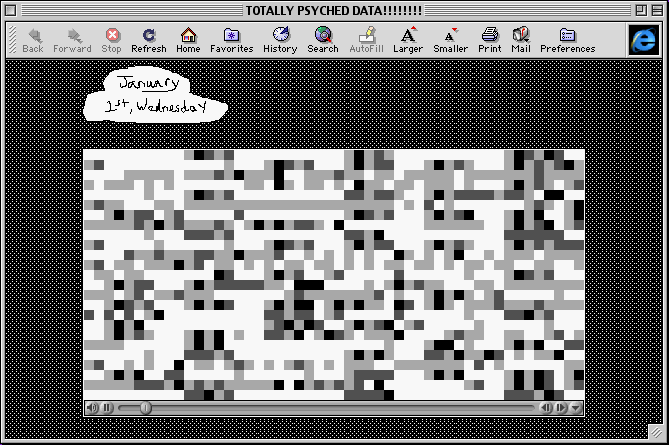 TOTALLY PSYCHED DATA!!!!!!!!
Back Forward Stop Refresh Home Favorites History Search AutoFill Larger Smaller Print Mail Preferences
January
1st, Wednesday